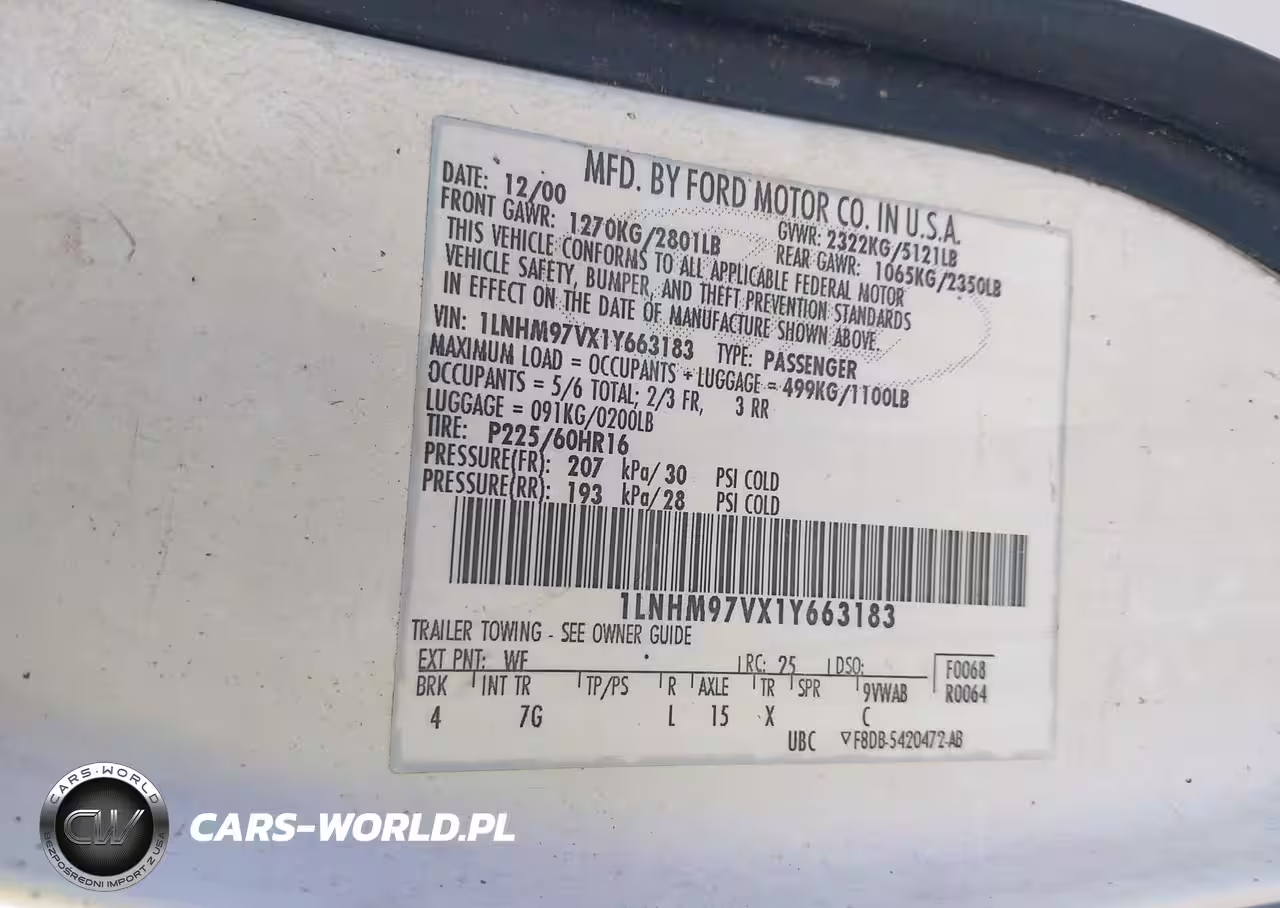 MFD. BY FORD MOTOR CO. IN U.S.A.
DATE: 12/00 GVWR: 2322KG/5121LB
FRONT GAWR: 1270KG/2801LB REAR GAWR: 1065KG/2350LB
THIS VEHICLE CONFORMS TO ALL APPLICABLE FEDERAL MOTOR
VEHICLE SAFETY, BUMPER, AND THEFT PREVENTION STANDARDS
IN EFFECT ON THE DATE OF MANUFACTURE SHOWN ABOVE.
VIN: 1LNHM97VX1Y663183 TYPE: PASSENGER
MAXIMUM LOAD = OCCUPANTS + LUGGAGE = 499KG/1100LB
OCCUPANTS = 5/6 TOTAL; 2/3 FR, 3 RR
LUGGAGE = 091KG/0200LB
TIRE: P225/60HR16
PRESSURE(FR): 207 kPa/ 30 PSI COLD
PRESSURE(RR): 193 kPa/28 PSI COLD
1LNHM97VX1Y663183
TRAILER TOWING - SEE OWNER GUIDE
EXT PNT: WF RC: 25 DSO: F0068
BRK INT TR TP/PS R AXLE TR SPR 9VWAB R0064
4 7G L 15 X C
UBC F8DB-5420472-AB
CARS-WORLD
CW
BEZPOŚREDNI IMPORT Z USA
CARS-WORLD.PL